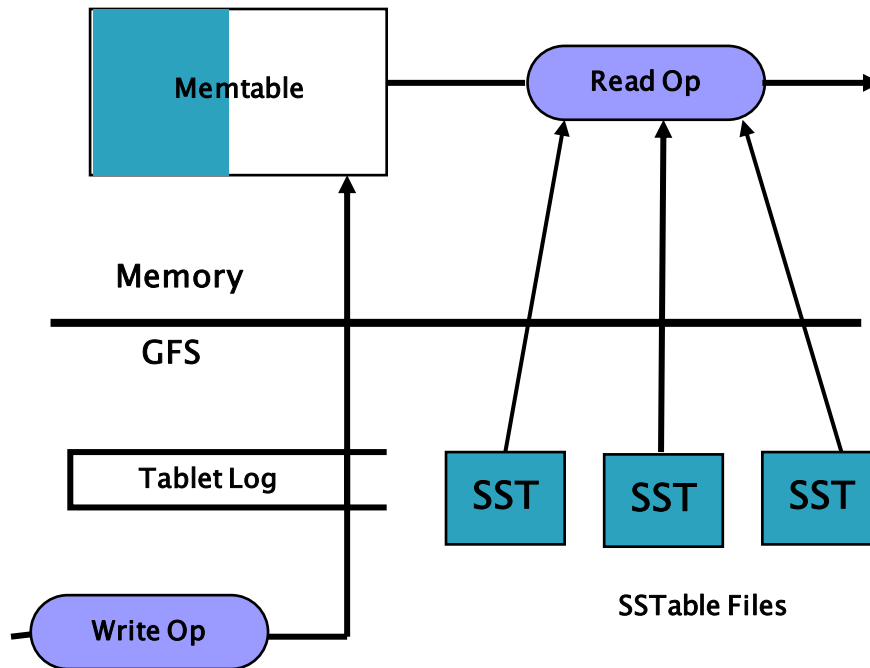 Memtable
Read Op
Memory
GFS
Tablet Log
SST
SST
SST
SSTable Files
Write Op